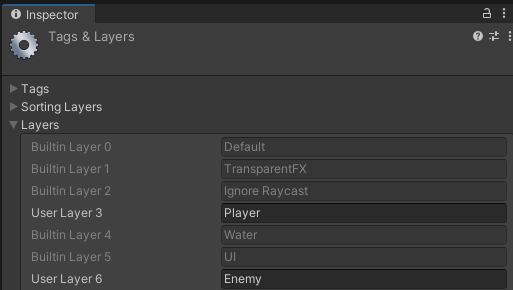 Inspector
Tags & Layers
Tags
Sorting Layers
Layers
Builtin Layer 0 Default
Builtin Layer 1 TransparentFX
Builtin Layer 2 Ignore Raycast
User Layer 3 Player
Builtin Layer 4 Water
Builtin Layer 5 UI
User Layer 6 Enemy